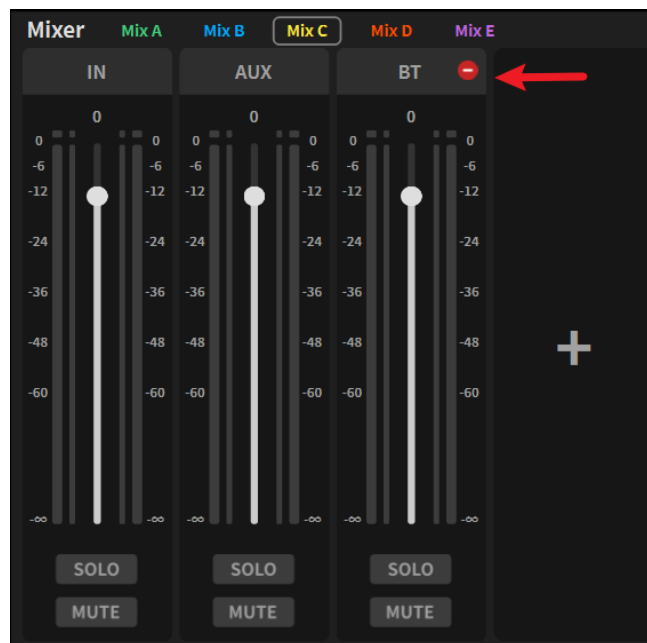 Mixer Mix A Mix B Mix C Mix D Mix E
IN AUX BT
0 0 0
0 0 0 0 0 0
-6 -6 -6 -6 -6 -6
-12 -12 -12 -12 -12 -12
-24 -24 -24 -24 -24 -24
-36 -36 -36 -36 -36 -36
-48 -48 -48 -48 -48 -48
-60 -60 -60 -60 -60 -60
-∞ -∞ -∞ -∞ -∞ -∞
SOLO SOLO SOLO
MUTE MUTE MUTE